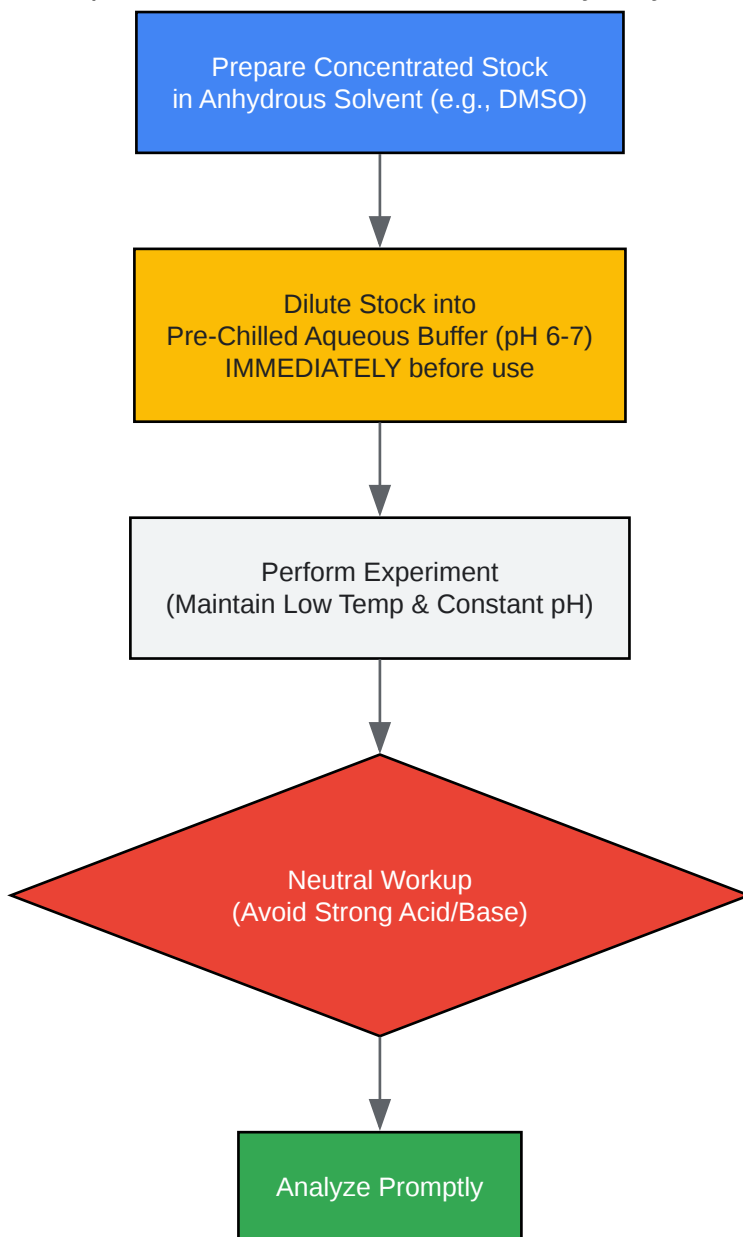 Prepare Concentrated Stock
in Anhydrous Solvent (e.g., DMSO)
Dilute Stock into
Pre-Chilled Aqueous Buffer (pH 6-7)
IMMEDIATELY before use
Perform Experiment
(Maintain Low Temp & Constant pH)
Neutral Workup
(Avoid Strong Acid/Base)
Analyze Promptly